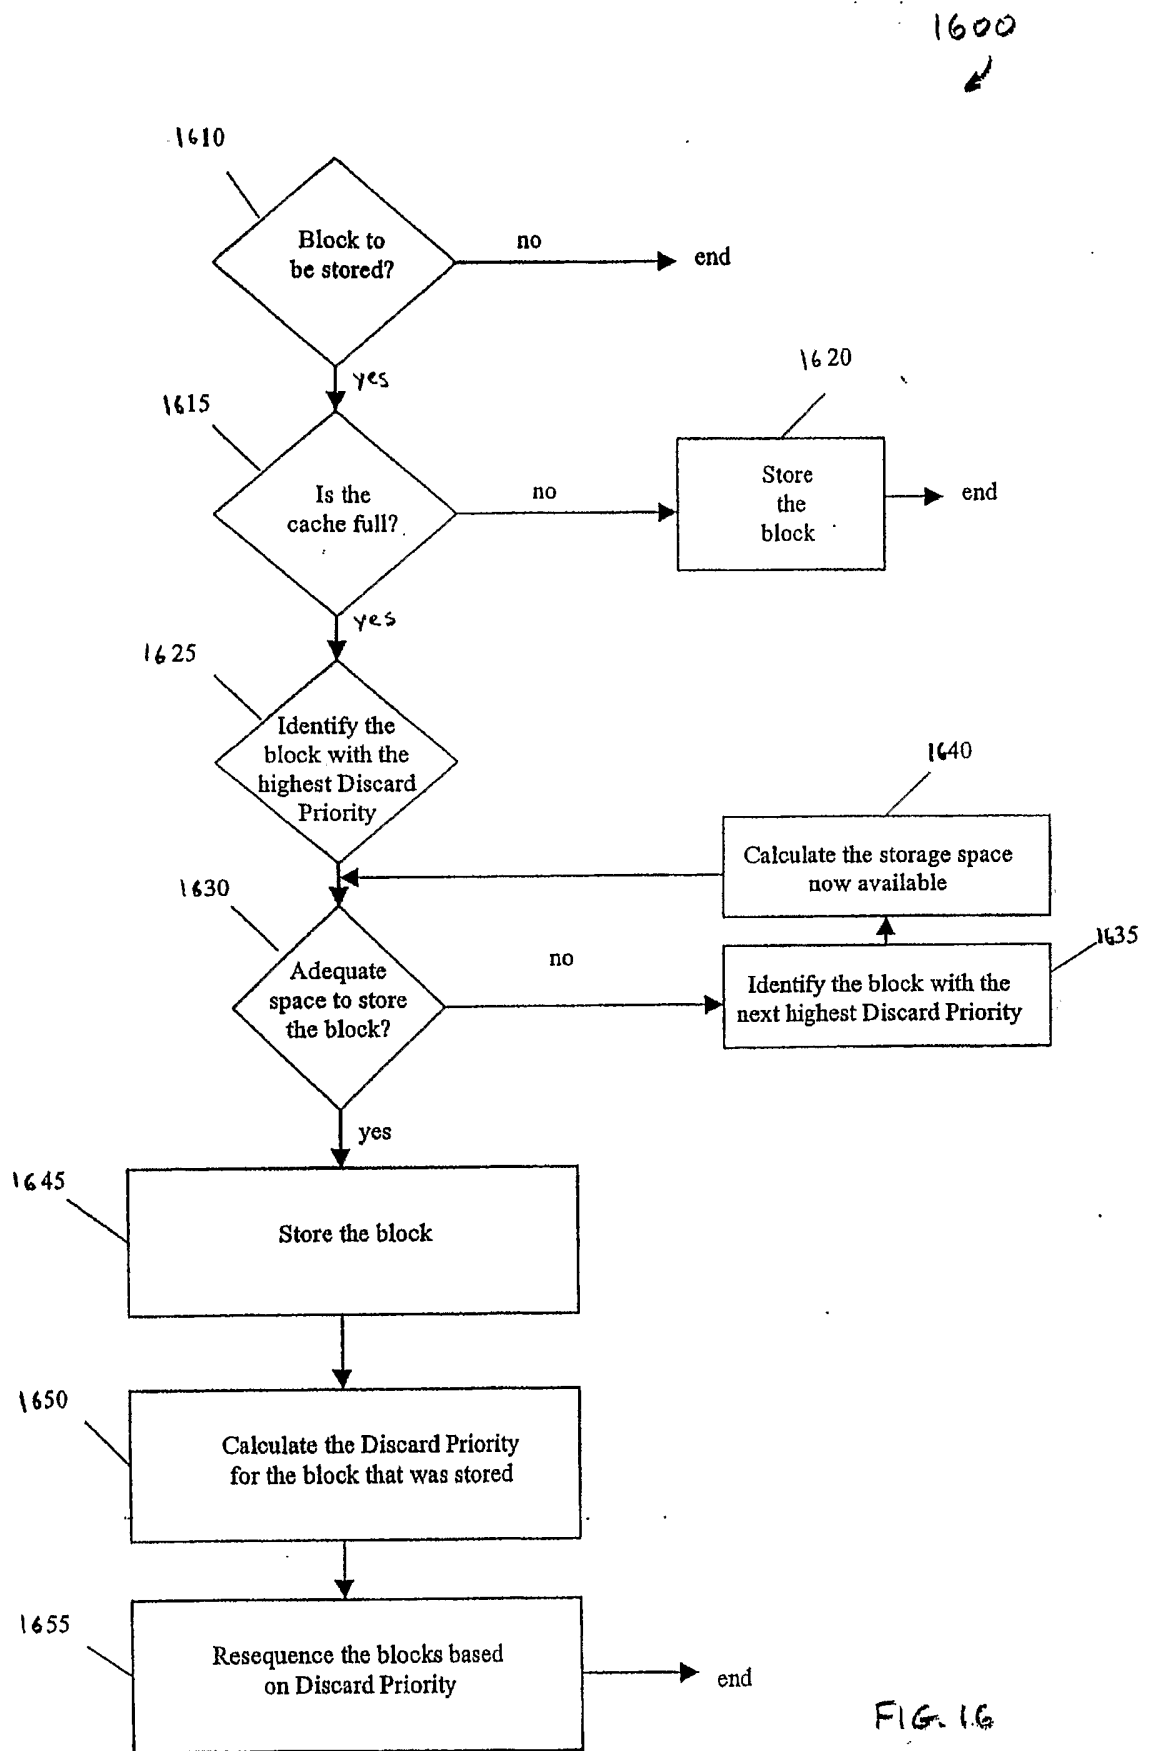 1600
1610
Block to
be stored?
no
end
yes
1615
Is the
cache full?
no
1620
Store
the
block
end
yes
1625
Identify the
block with the
highest Discard
Priority
1640
Calculate the storage space
now available
1630
Adequate
space to store
the block?
no
1635
Identify the block with the
next highest Discard Priority
yes
1645
Store the block
1650
Calculate the Discard Priority
for the block that was stored
1655
Resequence the blocks based
on Discard Priority
end
FIG. 16